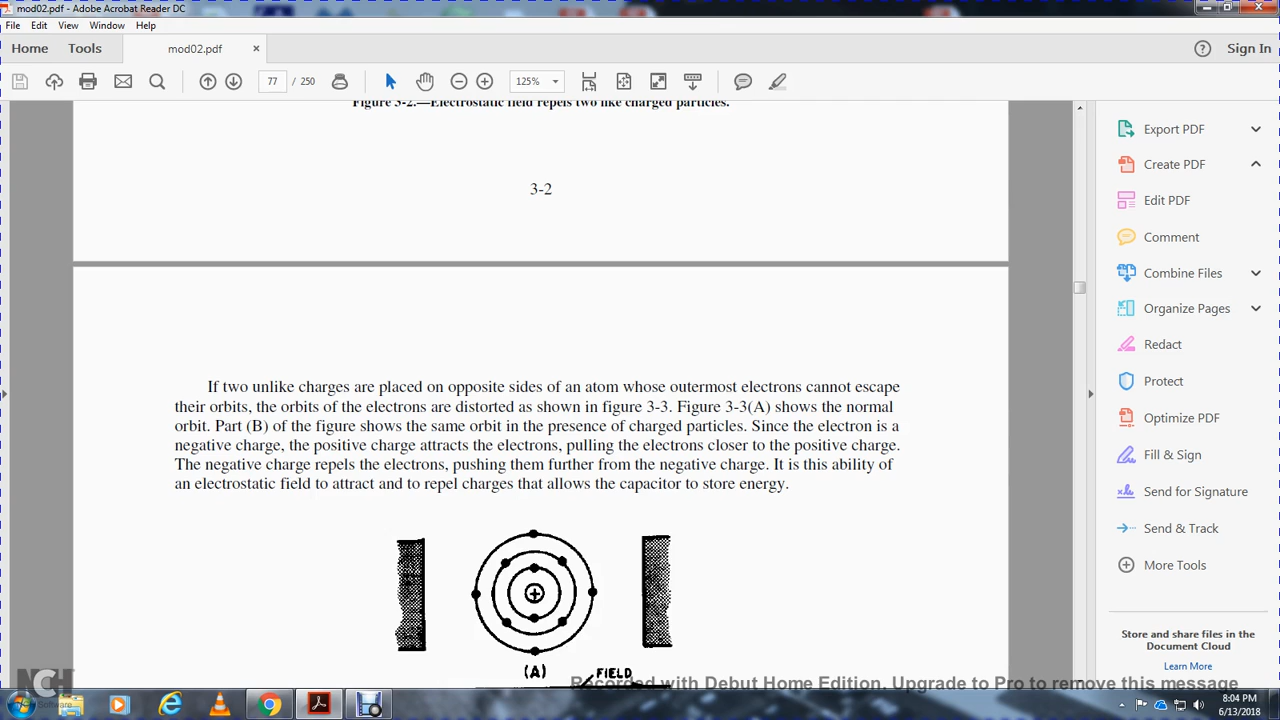 mod02.pdf - Adobe Acrobat Reader DC
File Edit View Window Help
Home Tools mod02.pdf × Sign In
77 / 250 125%
Figure 3-2.—Electrostatic field repels two like charged particles.
3-2
If two unlike charges are placed on opposite sides of an atom whose outermost electrons cannot escape
their orbits, the orbits of the electrons are distorted as shown in figure 3-3. Figure 3-3(A) shows the normal
orbit. Part (B) of the figure shows the same orbit in the presence of charged particles. Since the electron is a
negative charge, the positive charge attracts the electrons, pulling the electrons closer to the positive charge.
The negative charge repels the electrons, pushing them further from the negative charge. It is this ability of
an electrostatic field to attract and to repel charges that allows the capacitor to store energy.
+
(A) FIELD
Export PDF
Create PDF
Edit PDF
Comment
Combine Files
Organize Pages
Redact
Protect
Optimize PDF
Fill & Sign
Send for Signature
Send & Track
More Tools
Store and share files in the
Document Cloud
Learn More
Recorded with Debut Home Edition. Upgrade to Pro to remove this message
NCH
Software
8:04 PM
6/13/2018